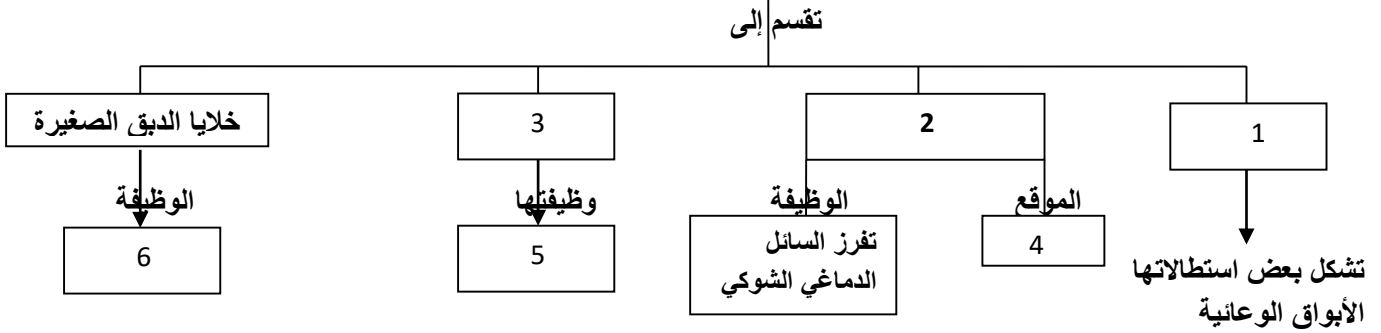 تقسم إلى
1
2
3
خلايا الدبق الصغيرة
الموقع
الوظيفة
وظيفتها
الوظيفة
4
تفرز السائل
الدماغي الشوكي
5
6
تشكل بعض استطالاتها
الأبواق الوعائية